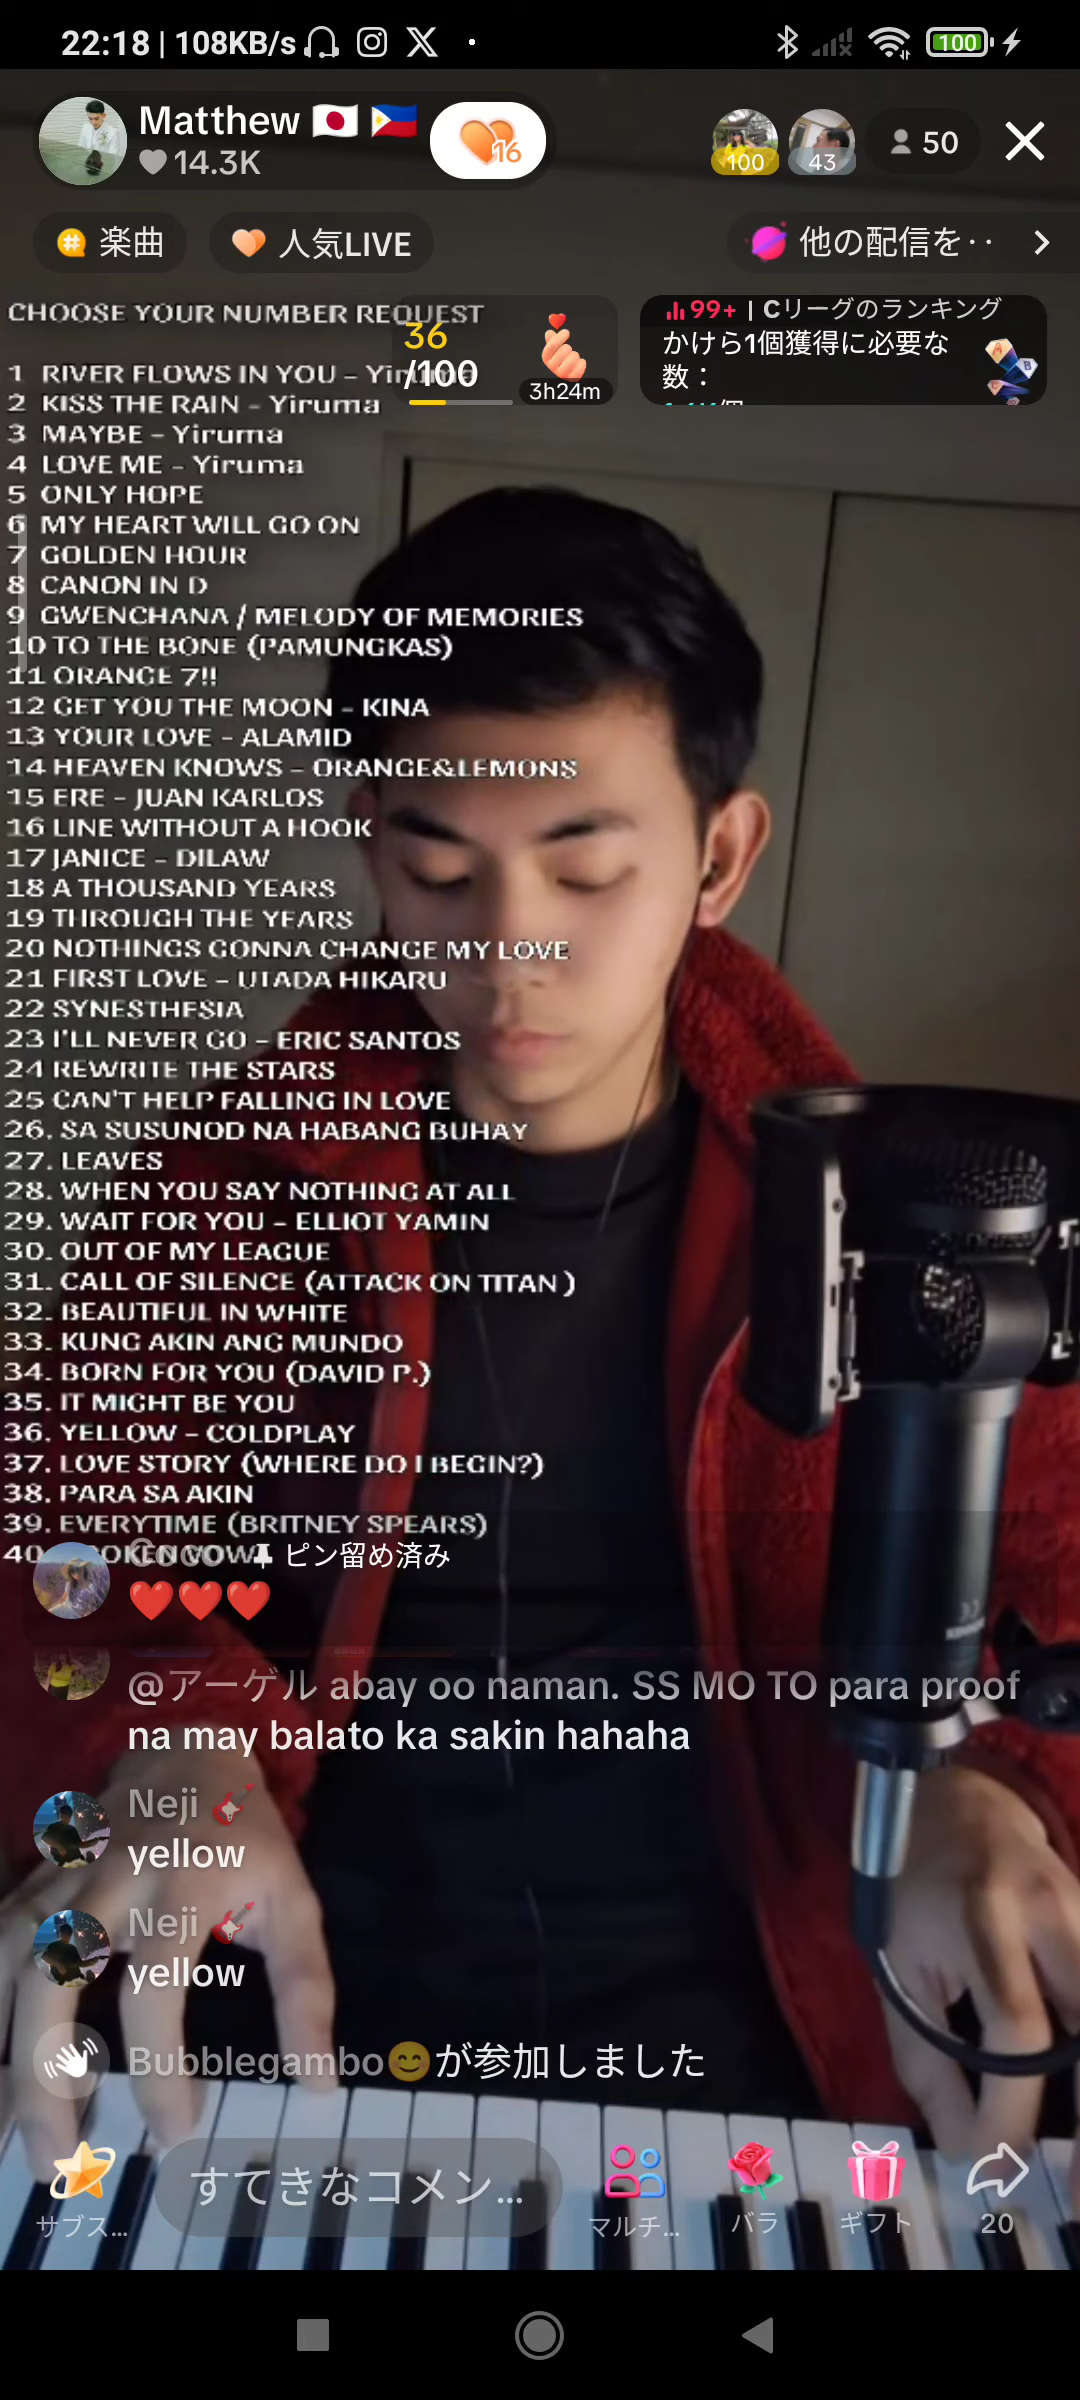 22:18 | 108KB/s
100
Matthew 🇯🇵 🇵🇭
14.3K
16
100
43
50
楽曲
人気LIVE
他の配信を‥
CHOOSE YOUR NUMBER REQUEST
36
/100
3h24m
99+ | Cリーグのランキング
かけら1個獲得に必要な
数：
1 RIVER FLOWS IN YOU - Yiruma
2 KISS THE RAIN - Yiruma
3 MAYBE - Yiruma
4 LOVE ME - Yiruma
5 ONLY HOPE
6 MY HEART WILL GO ON
7 GOLDEN HOUR
8 CANON IN D
9 GWENCHANA / MELODY OF MEMORIES
10 TO THE BONE (PAMUNGKAS)
11 ORANGE 7!!
12 GET YOU THE MOON - KINA
13 YOUR LOVE - ALAMID
14 HEAVEN KNOWS - ORANGE&LEMONS
15 ERE - JUAN KARLOS
16 LINE WITHOUT A HOOK
17 JANICE - DILAW
18 A THOUSAND YEARS
19 THROUGH THE YEARS
20 NOTHINGS GONNA CHANGE MY LOVE
21 FIRST LOVE - UTADA HIKARU
22 SYNESTHESIA
23 I'LL NEVER GO - ERIC SANTOS
24 REWRITE THE STARS
25 CAN'T HELP FALLING IN LOVE
26. SA SUSUNOD NA HABANG BUHAY
27. LEAVES
28. WHEN YOU SAY NOTHING AT ALL
29. WAIT FOR YOU - ELLIOT YAMIN
30. OUT OF MY LEAGUE
31. CALL OF SILENCE (ATTACK ON TITAN )
32. BEAUTIFUL IN WHITE
33. KUNG AKIN ANG MUNDO
34. BORN FOR YOU (DAVID P.)
35. IT MIGHT BE YOU
36. YELLOW - COLDPLAY
37. LOVE STORY (WHERE DO I BEGIN?)
38. PARA SA AKIN
39. EVERYTIME (BRITNEY SPEARS)
40
Coco ピン留め済み
❤️❤️❤️
@アーゲル abay oo naman. SS MO TO para proof
na may balato ka sakin hahaha
Neji 🎸
yellow
Neji 🎸
yellow
Bubblegambo😊が参加しました
すてきなコメン...
サブス...
マルチ...
バラ
ギフト
20